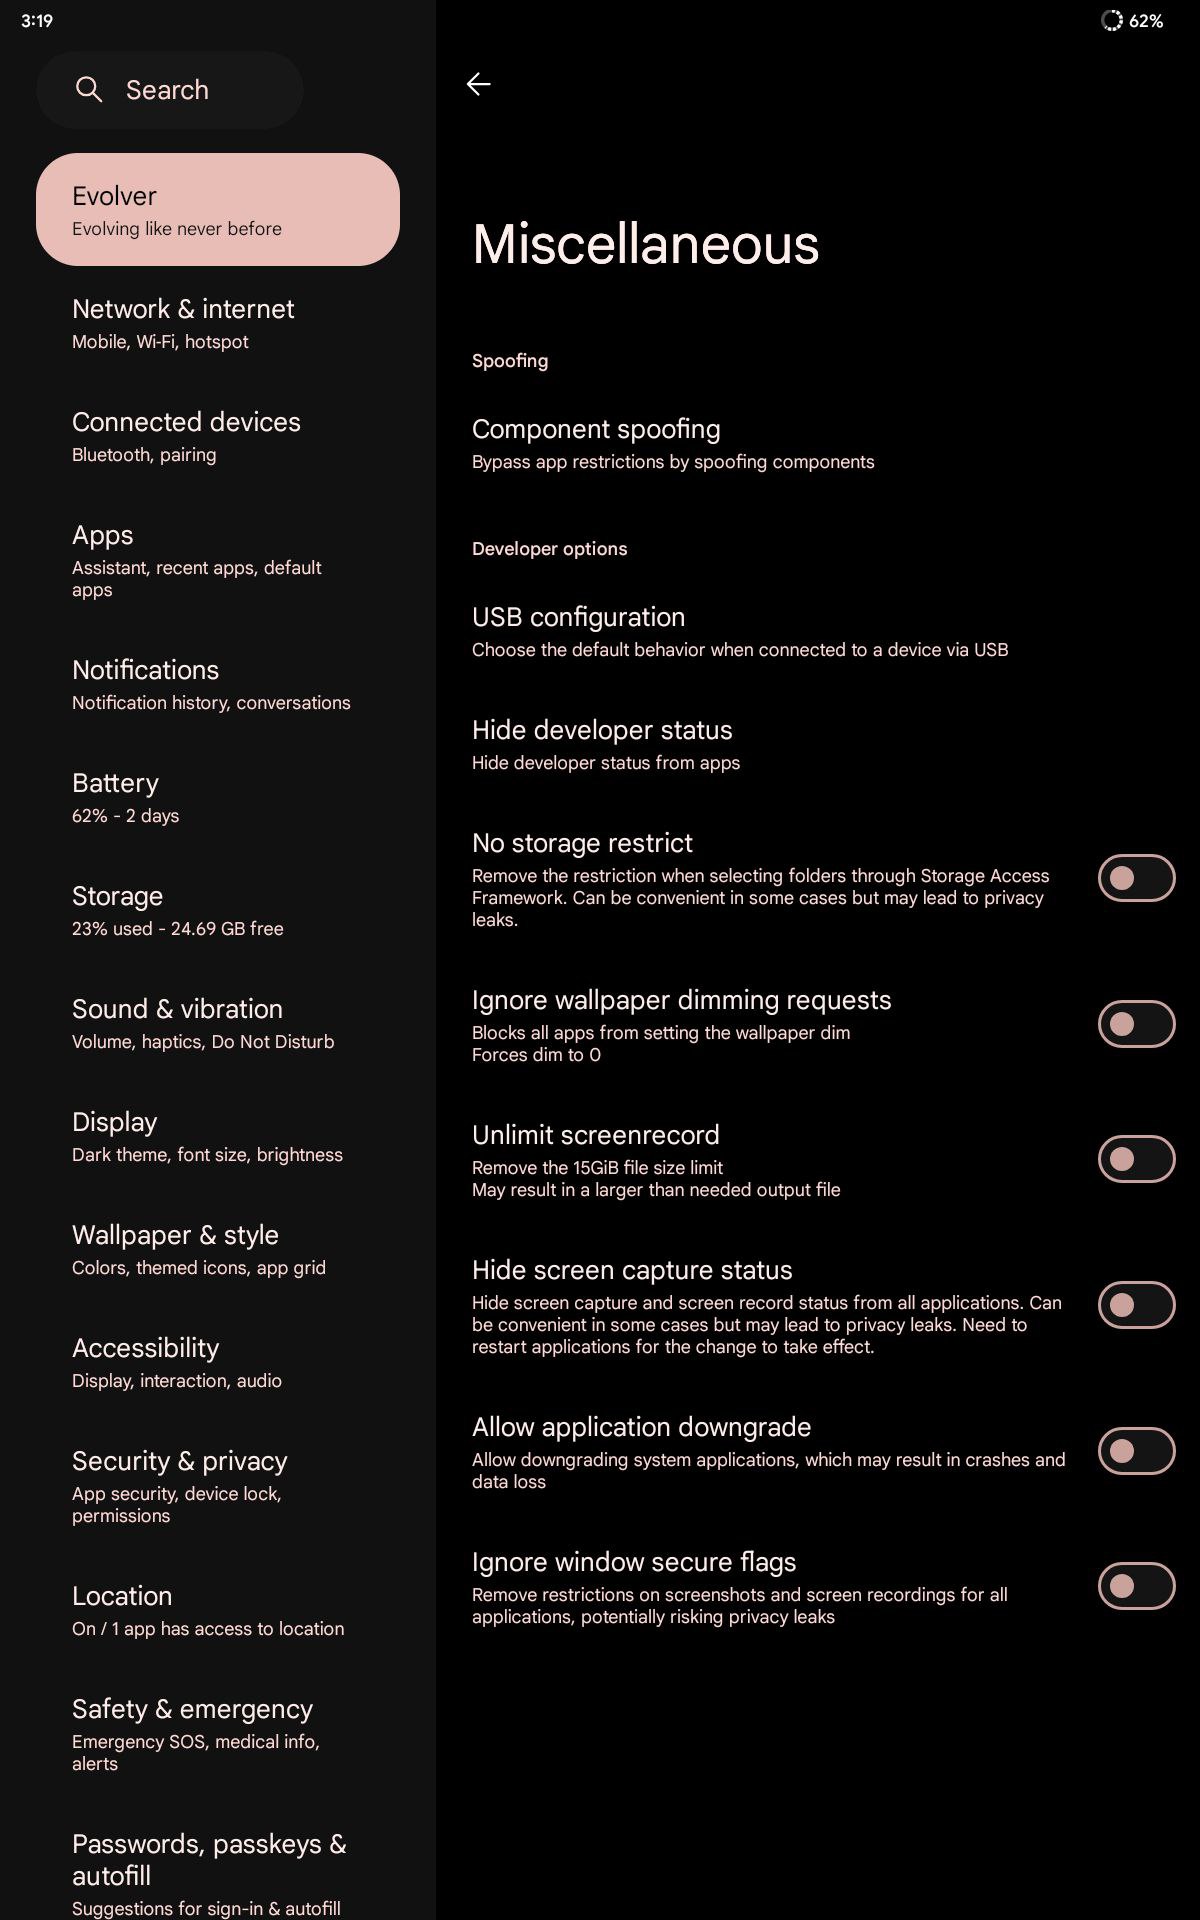 3:19
62%
Search
Evolver
Evolving like never before
Network & internet
Mobile, Wi-Fi, hotspot
Connected devices
Bluetooth, pairing
Apps
Assistant, recent apps, default
apps
Notifications
Notification history, conversations
Battery
62% - 2 days
Storage
23% used - 24.69 GB free
Sound & vibration
Volume, haptics, Do Not Disturb
Display
Dark theme, font size, brightness
Wallpaper & style
Colors, themed icons, app grid
Accessibility
Display, interaction, audio
Security & privacy
App security, device lock,
permissions
Location
On / 1 app has access to location
Safety & emergency
Emergency SOS, medical info,
alerts
Passwords, passkeys &
autofill
Suggestions for sign-in & autofill
Miscellaneous
Spoofing
Component spoofing
Bypass app restrictions by spoofing components
Developer options
USB configuration
Choose the default behavior when connected to a device via USB
Hide developer status
Hide developer status from apps
No storage restrict
Remove the restriction when selecting folders through Storage Access
Framework. Can be convenient in some cases but may lead to privacy
leaks.
Ignore wallpaper dimming requests
Blocks all apps from setting the wallpaper dim
Forces dim to 0
Unlimit screenrecord
Remove the 15GiB file size limit
May result in a larger than needed output file
Hide screen capture status
Hide screen capture and screen record status from all applications. Can
be convenient in some cases but may lead to privacy leaks. Need to
restart applications for the change to take effect.
Allow application downgrade
Allow downgrading system applications, which may result in crashes and
data loss
Ignore window secure flags
Remove restrictions on screenshots and screen recordings for all
applications, potentially risking privacy leaks